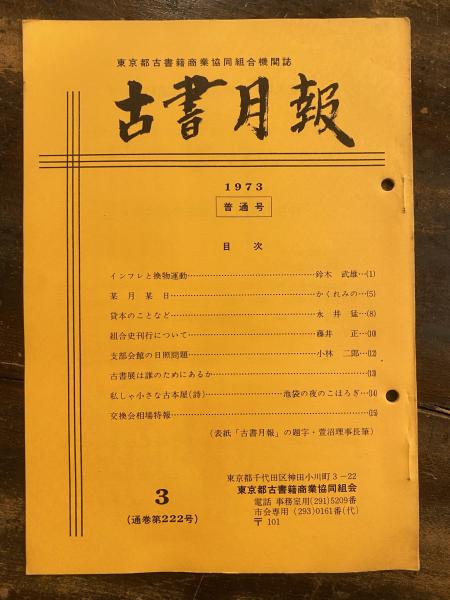 東京都古書籍商業協同組合機関誌
古書月報
1973
普通号
目次
インフレと換物運動……………………鈴木 武雄…(1)
某月某日……………………かくれみの…(5)
貸本のことなど……………………永井 猛…(8)
組合史刊行について……………………藤井 正…(10)
支部会館の日照問題……………………小林 二郎…(12)
古書展は誰のためにあるか……………………(13)
私しゃ小さな古本屋(詩)……………………池袋の夜のこほろぎ…(14)
交換会相場特報……………………(15)
(表紙「古書月報」の題字・菅沼理事長筆)
3
(通巻第222号)
東京都千代田区神田小川町3-22
東京都古書籍商業協同組合
電話 事務室用(291)5209番
市会専用(293)0161番(代)
〒101